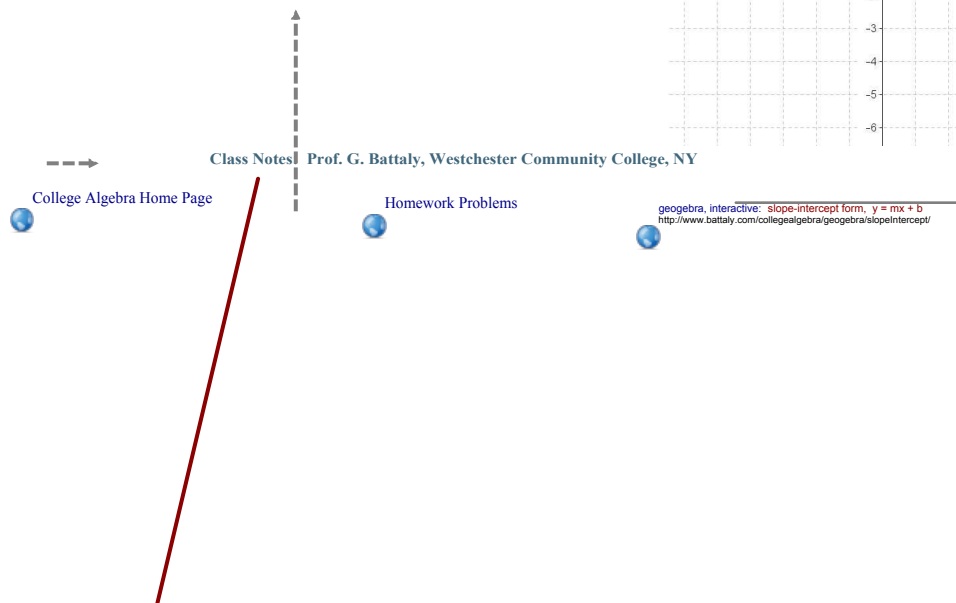 -3
-4
-5
-6
Class Notes: Prof. G. Battaly, Westchester Community College, NY
College Algebra Home Page
Homework Problems
geogebra, interactive: slope-intercept form, y = mx + b
http://www.battaly.com/collegealgebra/geogebra/slopeIntercept/